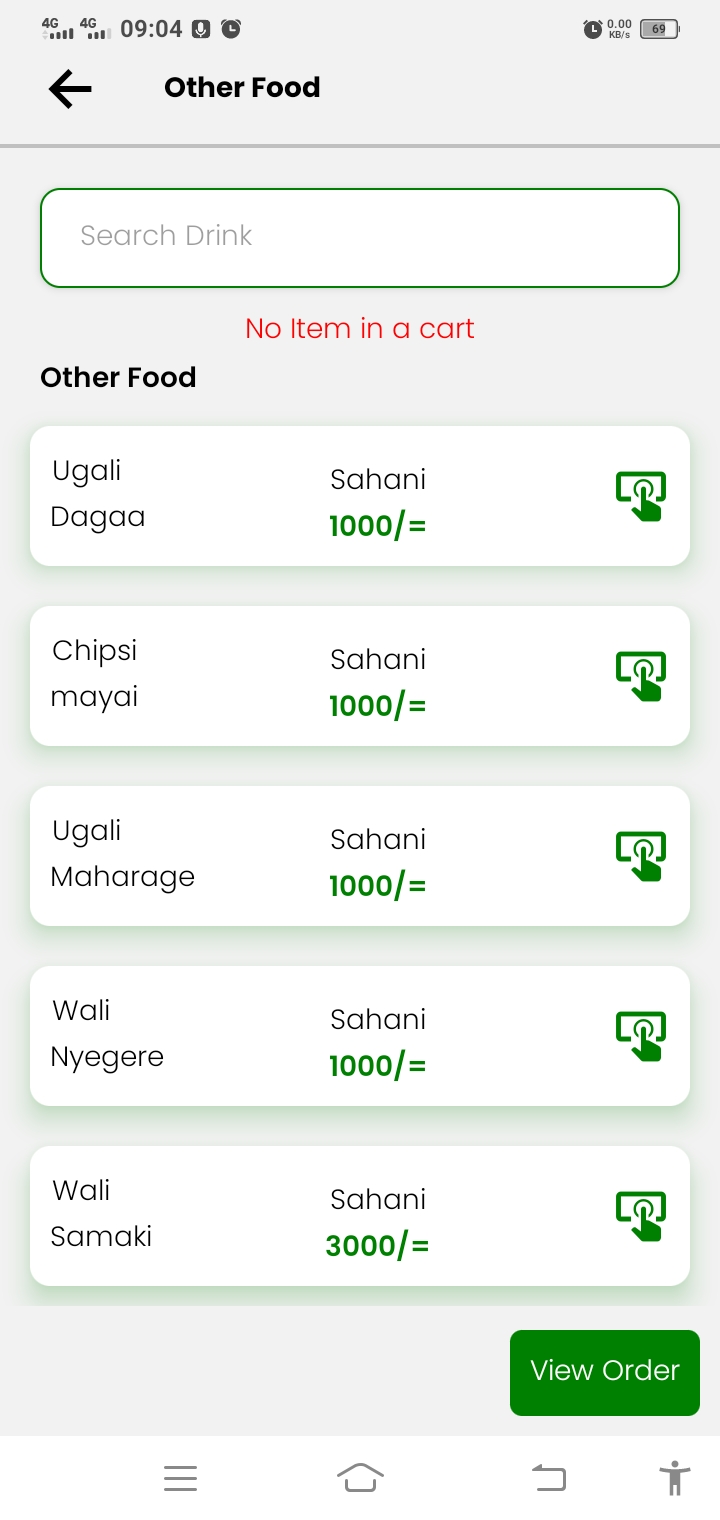 4G 4G 09:04 0.00 KB/s 69
Other Food
Search Drink
No Item in a cart
Other Food
Ugali
Dagaa
Sahani
1000/=
Chipsi
mayai
Sahani
1000/=
Ugali
Maharage
Sahani
1000/=
Wali
Nyegere
Sahani
1000/=
Wali
Samaki
Sahani
3000/=
View Order